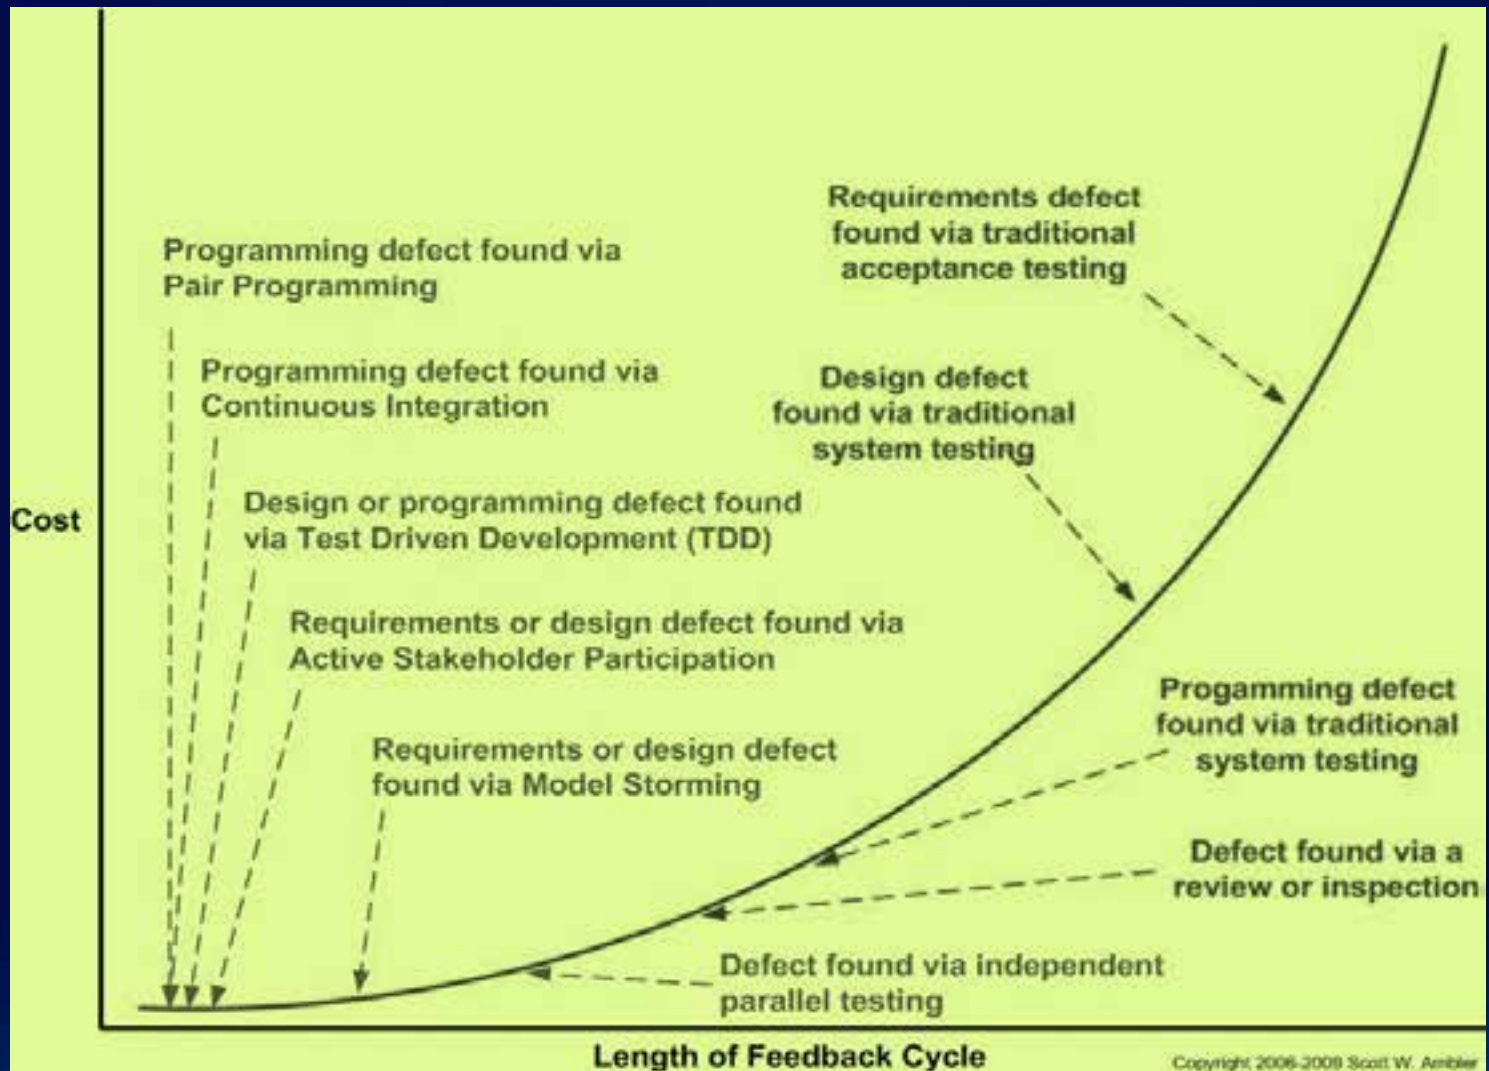 Programming defect found via
Pair Programming
Programming defect found via
Continuous Integration
Design or programming defect found
via Test Driven Development (TDD)
Requirements or design defect found via
Active Stakeholder Participation
Requirements or design defect
found via Model Storming
Requirements defect
found via traditional
acceptance testing
Design defect
found via traditional
system testing
Progamming defect
found via traditional
system testing
Defect found via a
review or inspection
Defect found via independent
parallel testing
Cost
Length of Feedback Cycle
Copyright 2006-2009 Scott W. Ambler